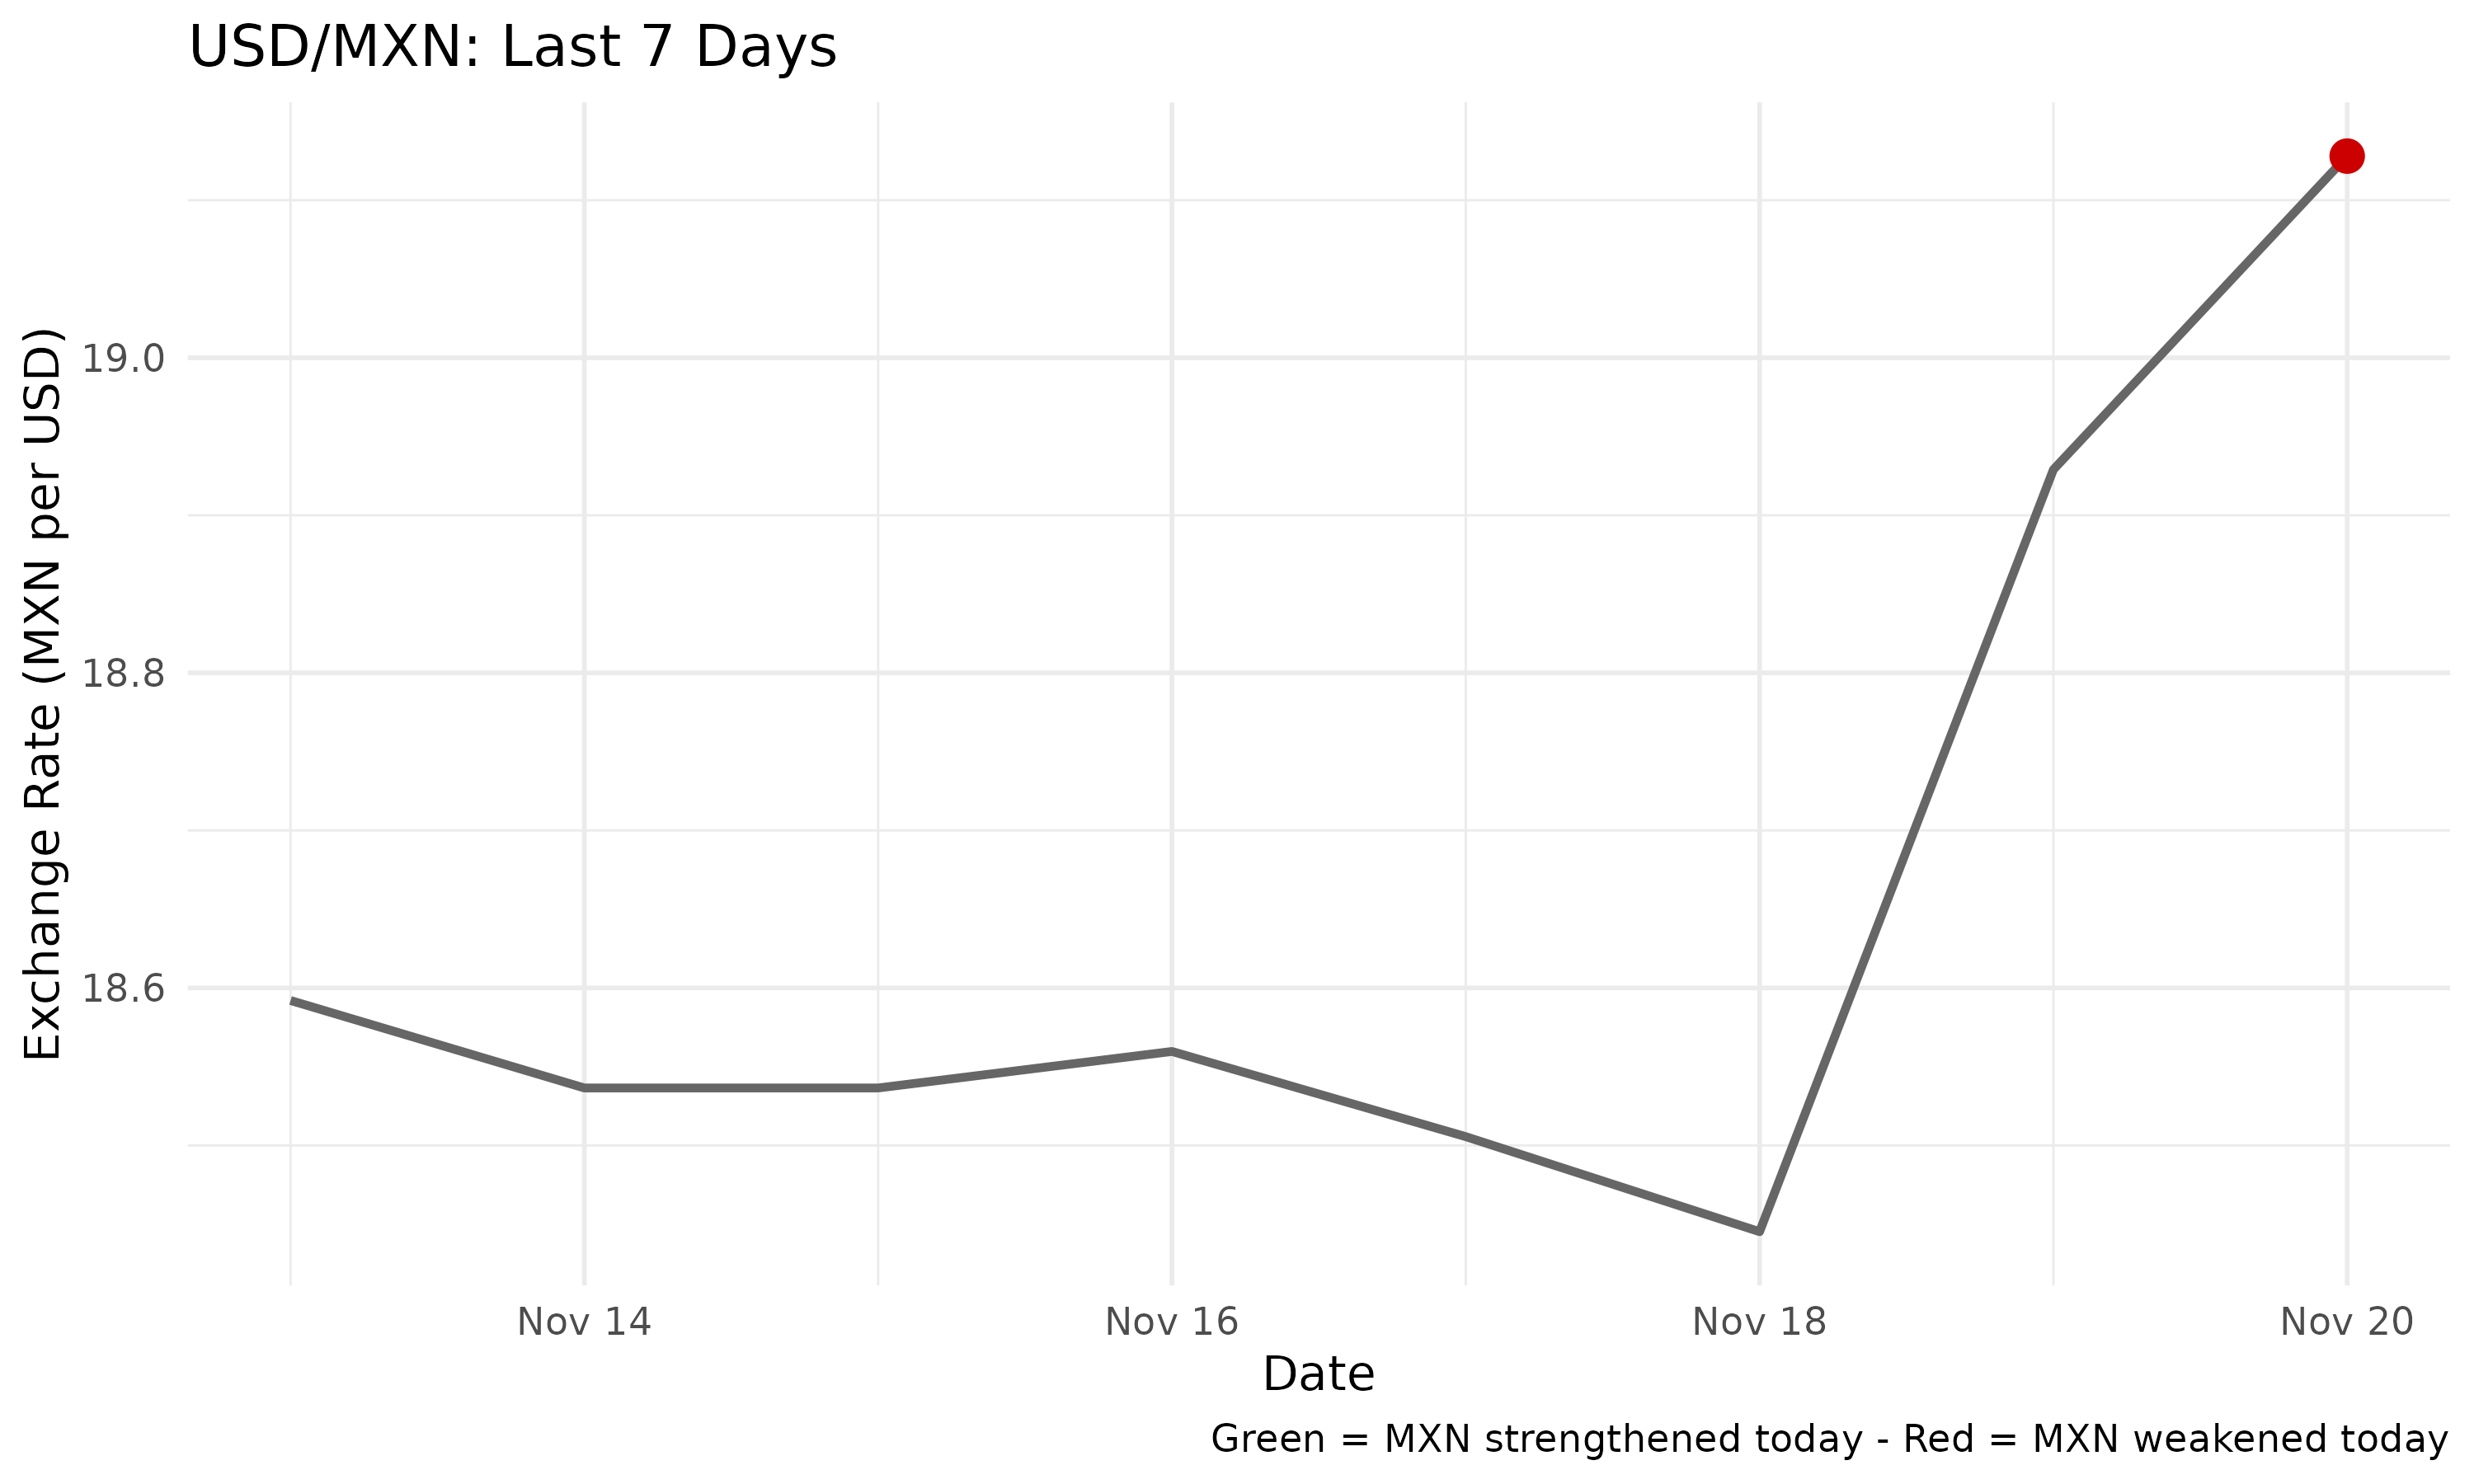 USD/MXN: Last 7 Days
Exchange Rate (MXN per USD)
19.0
18.8
18.6
Nov 14
Nov 16
Nov 18
Nov 20
Date
Green = MXN strengthened today - Red = MXN weakened today